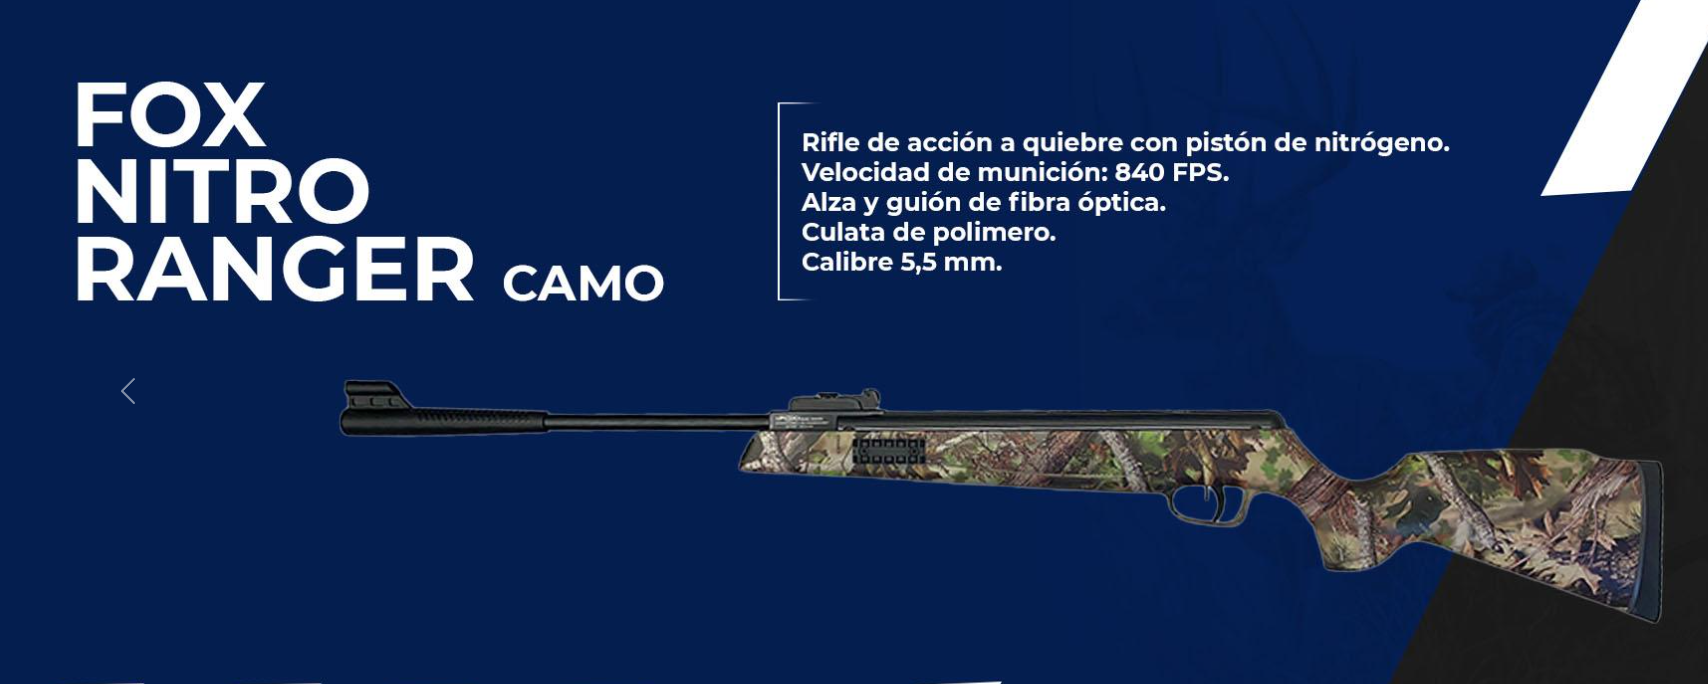 FOX
NITRO
RANGER CAMO
Rifle de acción a quiebre con pistón de nitrógeno.
Velocidad de munición: 840 FPS.
Alza y guión de fibra óptica.
Culata de polimero.
Calibre 5,5 mm.